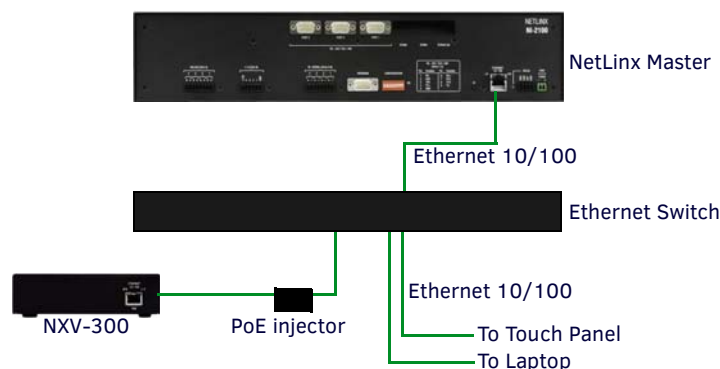 NETLINX
NI-2100
NetLinx Master
Ethernet 10/100
Ethernet Switch
Ethernet 10/100
NXV-300
PoE injector
To Touch Panel
To Laptop